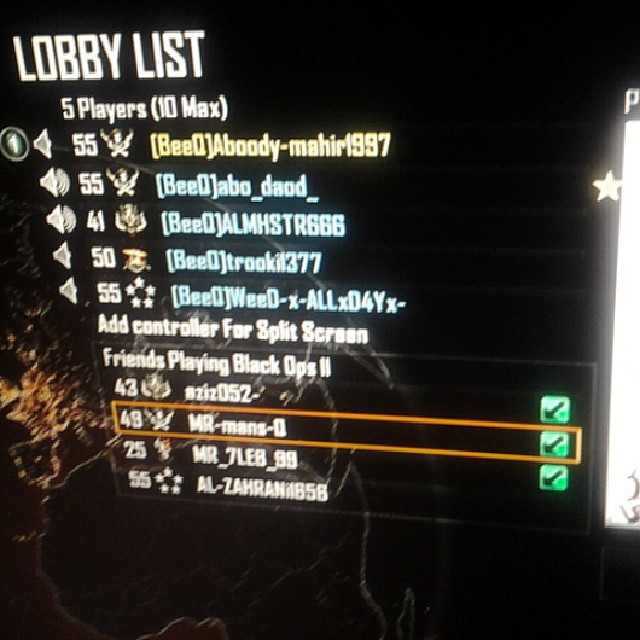 LOBBY LIST
5 Players (10 Max)
55 [BeeO]Aboody-mahir1997
55 [BeeO]abo_daod_
41 [BeeO]ALMHSTR666
50 [BeeO]trooki1377
55 [BeeO]WeeD-x-ALLxD4Yx-
Add controller For Split Screen
Friends Playing Black Ops II
43 aziz052-
49 MR-mans-0
25 MR_7LEB_99
55 AL-ZAHRANI1656
P